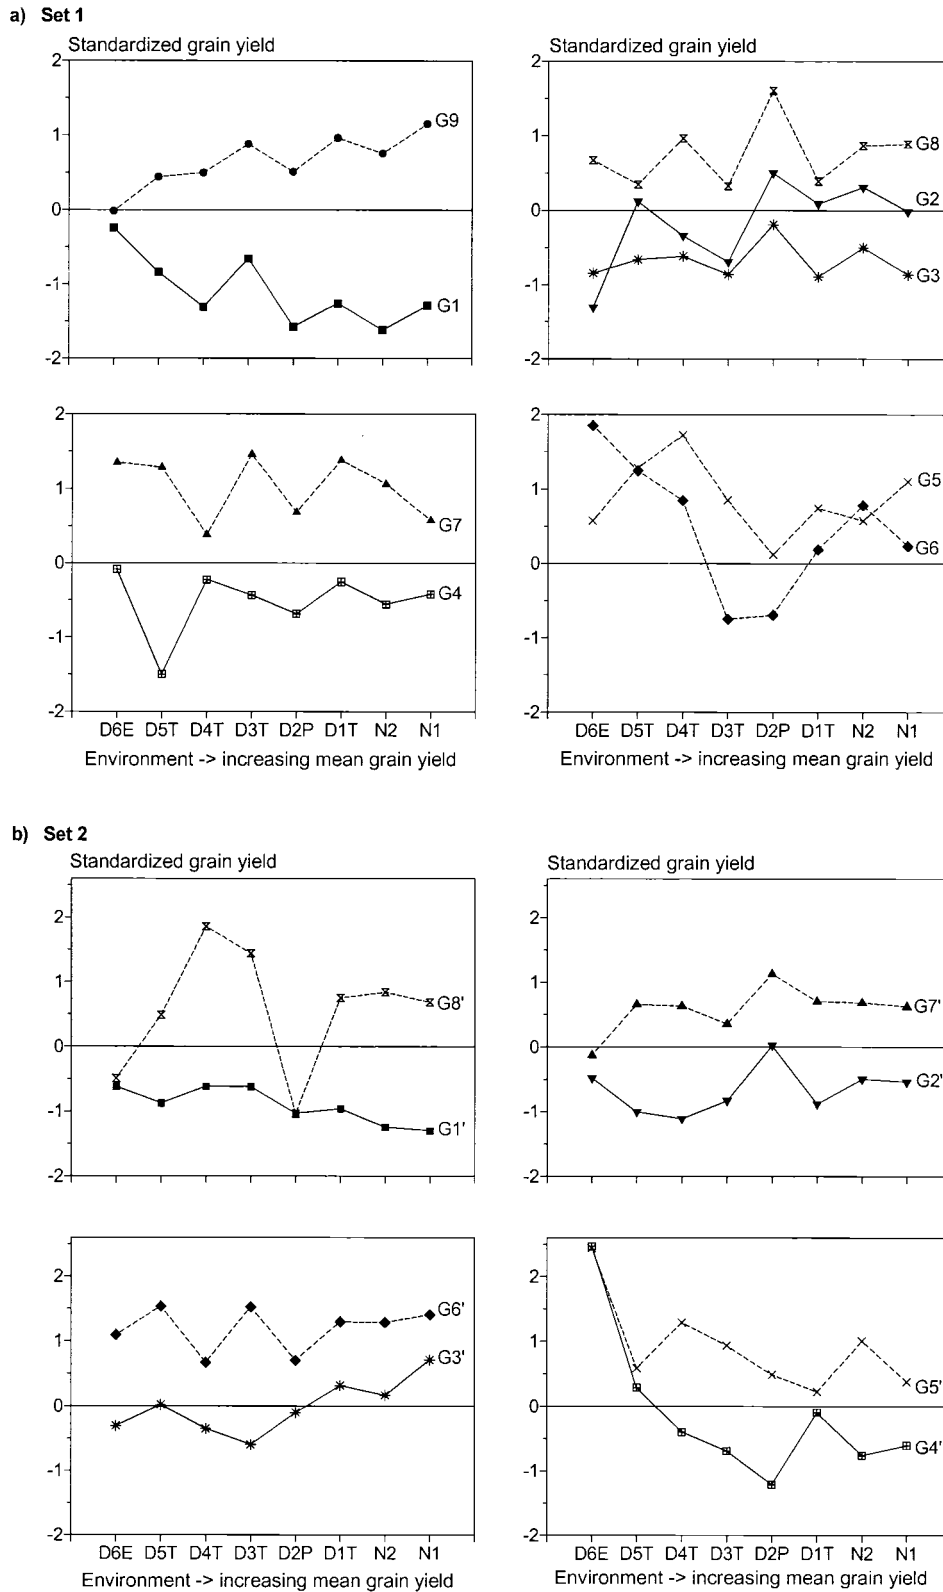 a) Set 1
Standardized grain yield
2
1
0
-1
-2
G9
G1
2
1
0
-1
-2
G8
G2
G3
2
1
0
-1
-2
G7
G4
D6E D5T D4T D3T D2P D1T N2 N1
Environment -> increasing mean grain yield
2
1
0
-1
-2
G5
G6
D6E D5T D4T D3T D2P D1T N2 N1
Environment -> increasing mean grain yield
b) Set 2
Standardized grain yield
2
1
0
-1
-2
G8'
G1'
Standardized grain yield
2
1
0
-1
-2
G7'
G2'
2
1
0
-1
-2
G6'
G3'
D6E D5T D4T D3T D2P D1T N2 N1
Environment -> increasing mean grain yield
2
1
0
-1
-2
G5'
G4'
D6E D5T D4T D3T D2P D1T N2 N1
Environment -> increasing mean grain yield